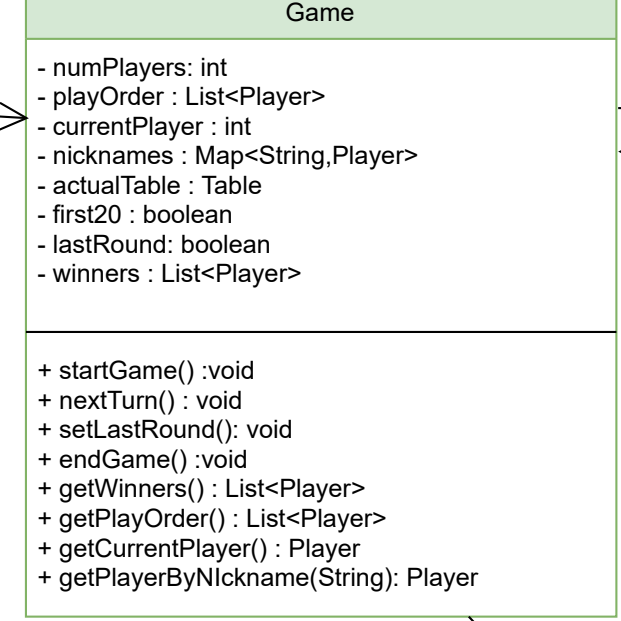 Game
- numPlayers: int
- playOrder : List<Player>
- currentPlayer : int
- nicknames : Map<String,Player>
- actualTable : Table
- first20 : boolean
- lastRound: boolean
- winners : List<Player>
+ startGame() :void
+ nextTurn() : void
+ setLastRound(): void
+ endGame() :void
+ getWinners() : List<Player>
+ getPlayOrder() : List<Player>
+ getCurrentPlayer() : Player
+ getPlayerByNIckname(String): Player